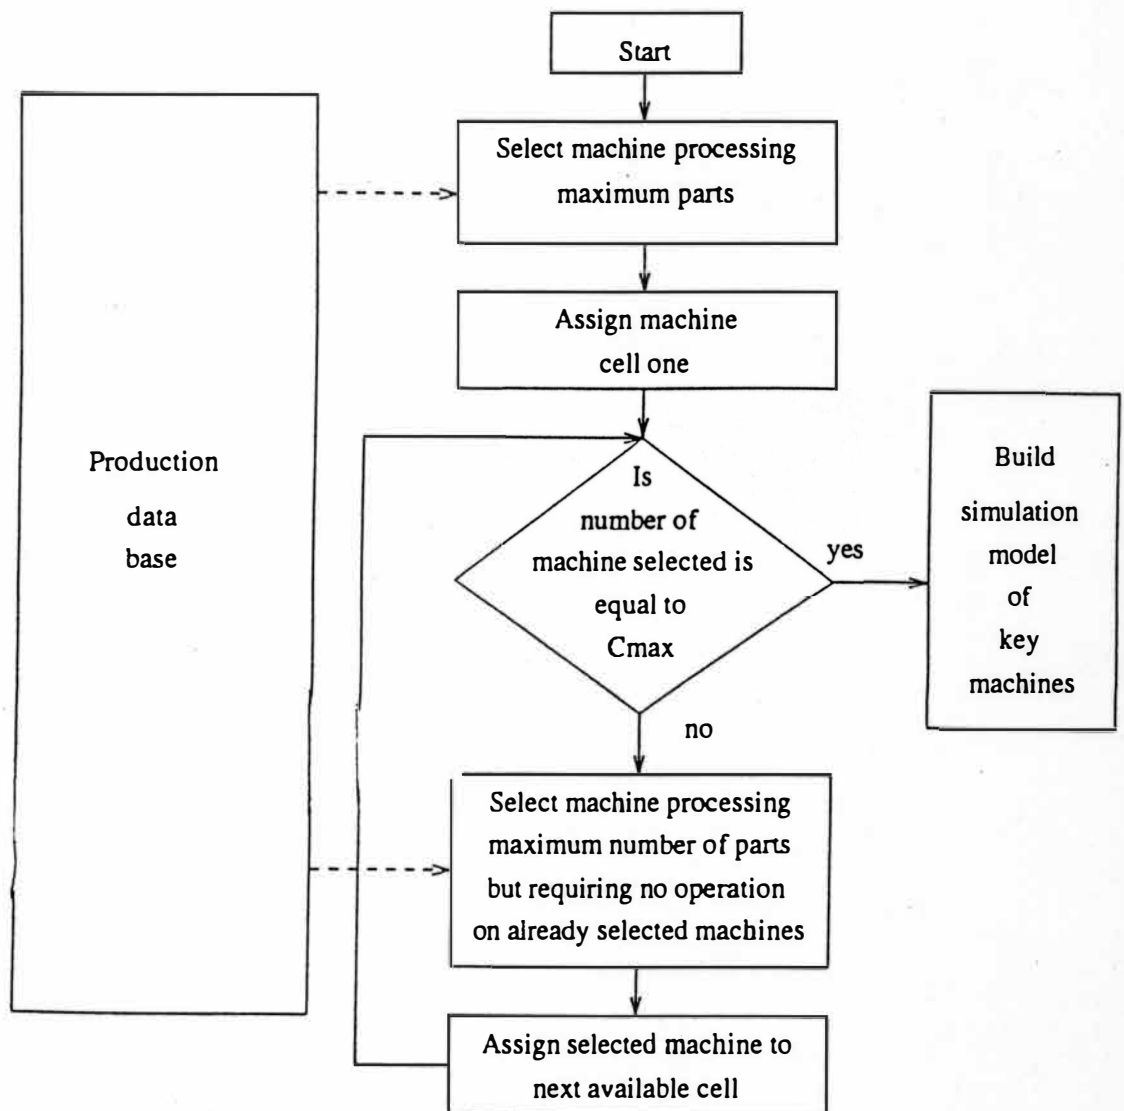 Start
Select machine processing
maximum parts
Assign machine
cell one
Production
data
base
Is
number of
machine selected is
equal to
Cmax
yes
Build
simulation
model
of
key
machines
no
Select machine processing
maximum number of parts
but requiring no operation
on already selected machines
Assign selected machine to
next available cell